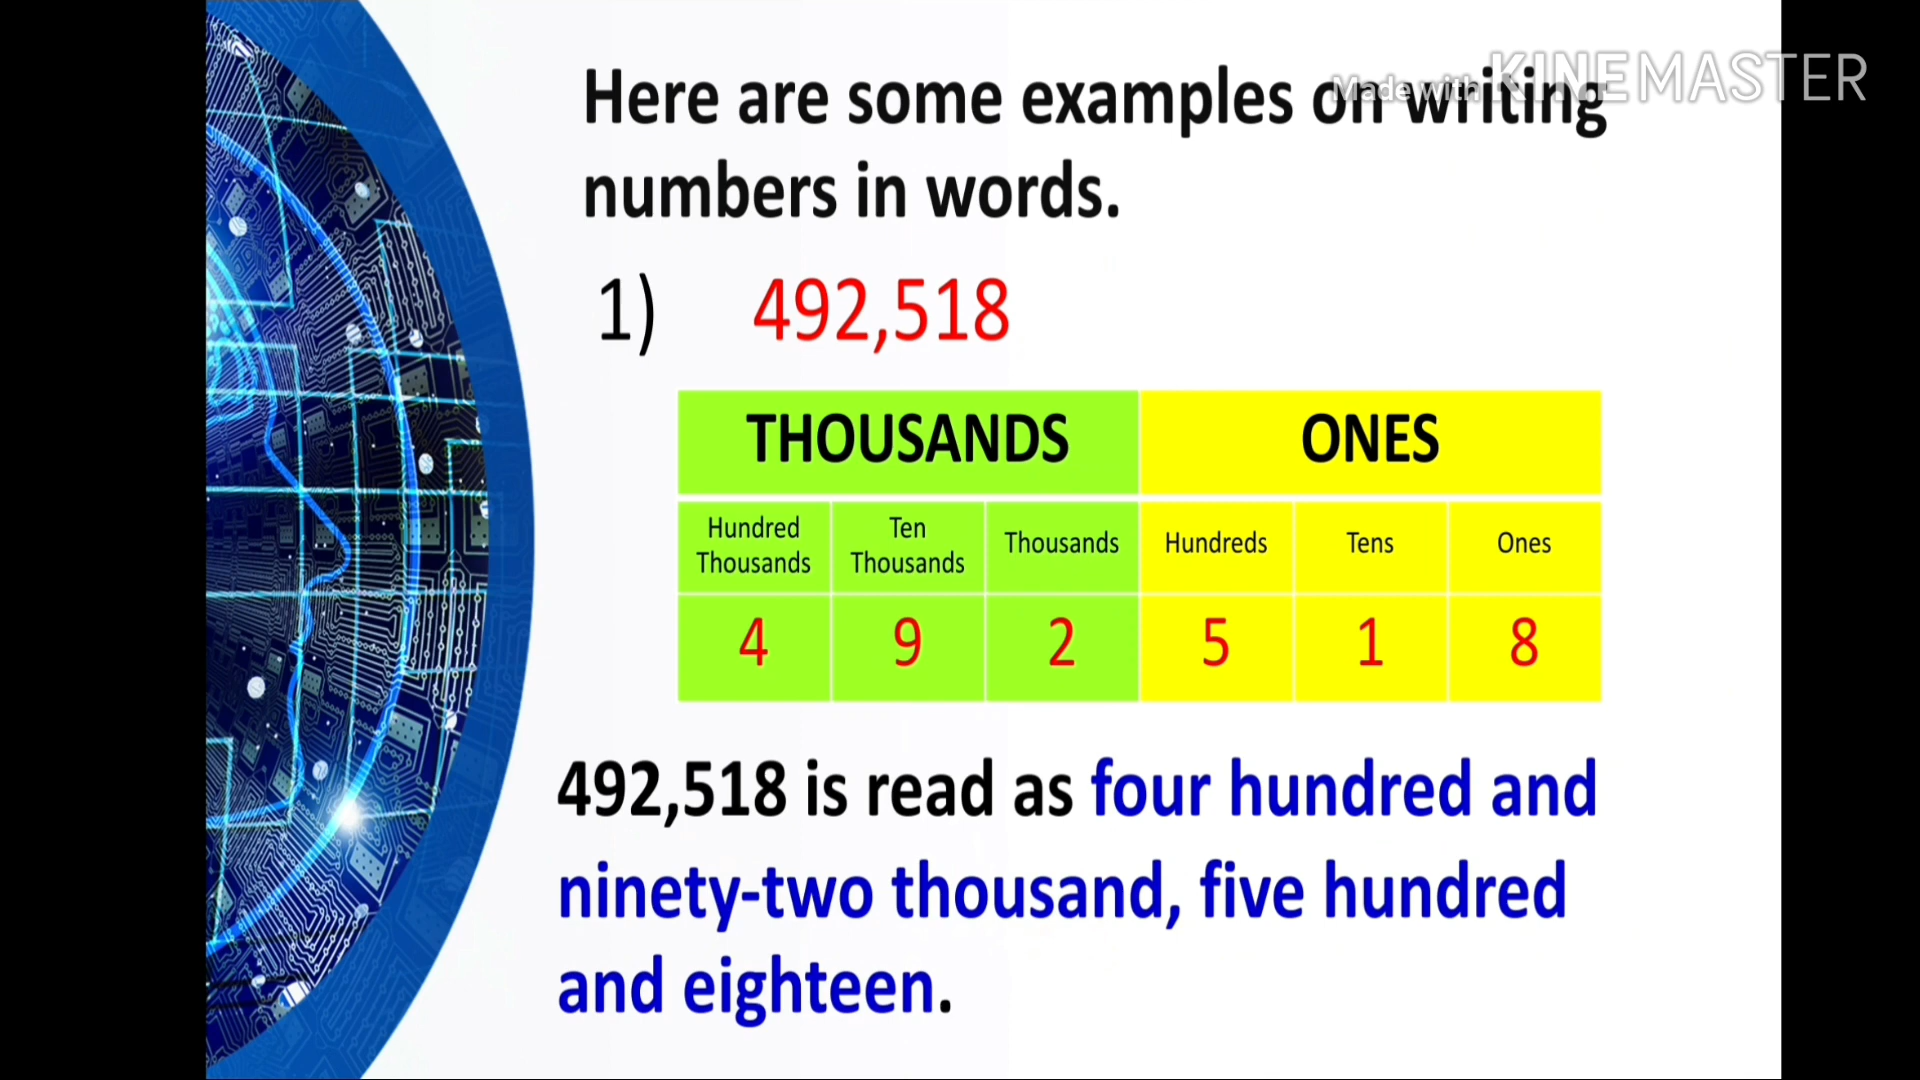 Made with KINEMASTER
Here are some examples on writing
numbers in words.
1) 492,518
THOUSANDS ONES
Hundred Thousands Ten Thousands Thousands Hundreds Tens Ones
4 9 2 5 1 8
492,518 is read as four hundred and
ninety-two thousand, five hundred
and eighteen.